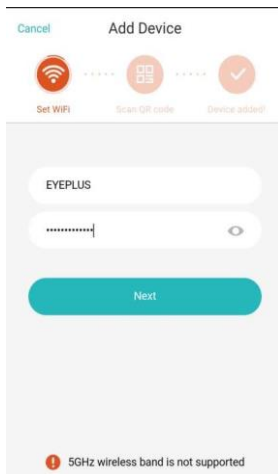 Cancel
Add Device
Set WiFi
Scan QR code
Device added!
EYEPLUS
•••••••••••••
Next
5GHz wireless band is not supported